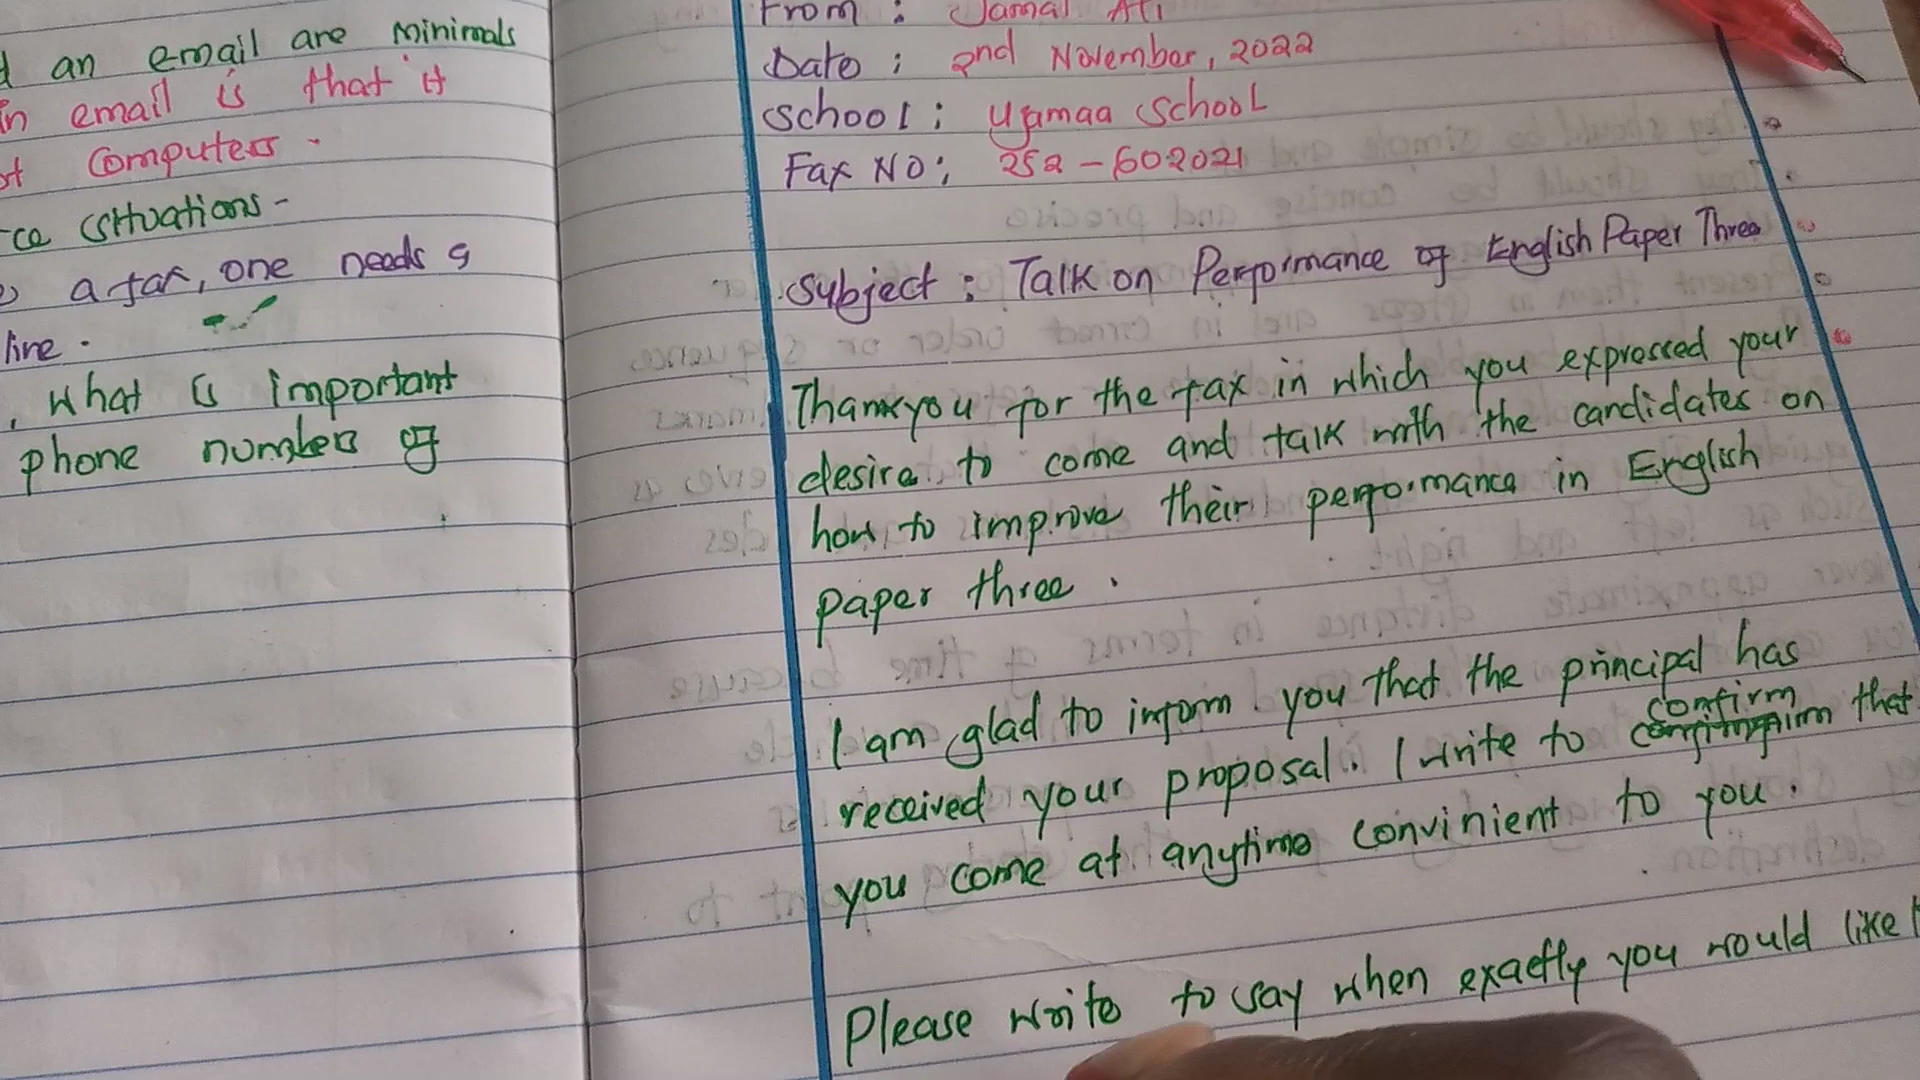 an email are minimals
in email is that it
of Computers.
ce situations-
a fax, one needs a
line.
, what is important
phone numbers of
From : Jamal Ali
Date : 2nd November, 2022
School : Ujamaa School
Fax NO: 252-602021
Subject : Talk on Performance of English Paper Three
Thankyou for the fax in which you expressed your
desire to come and talk with the candidates on
how to improve their performance in English
paper three.
I am glad to inform you that the principal has
received your proposal. I write to confirm that
you come at anytime convinient to you.
Please write to say when exactly you would like